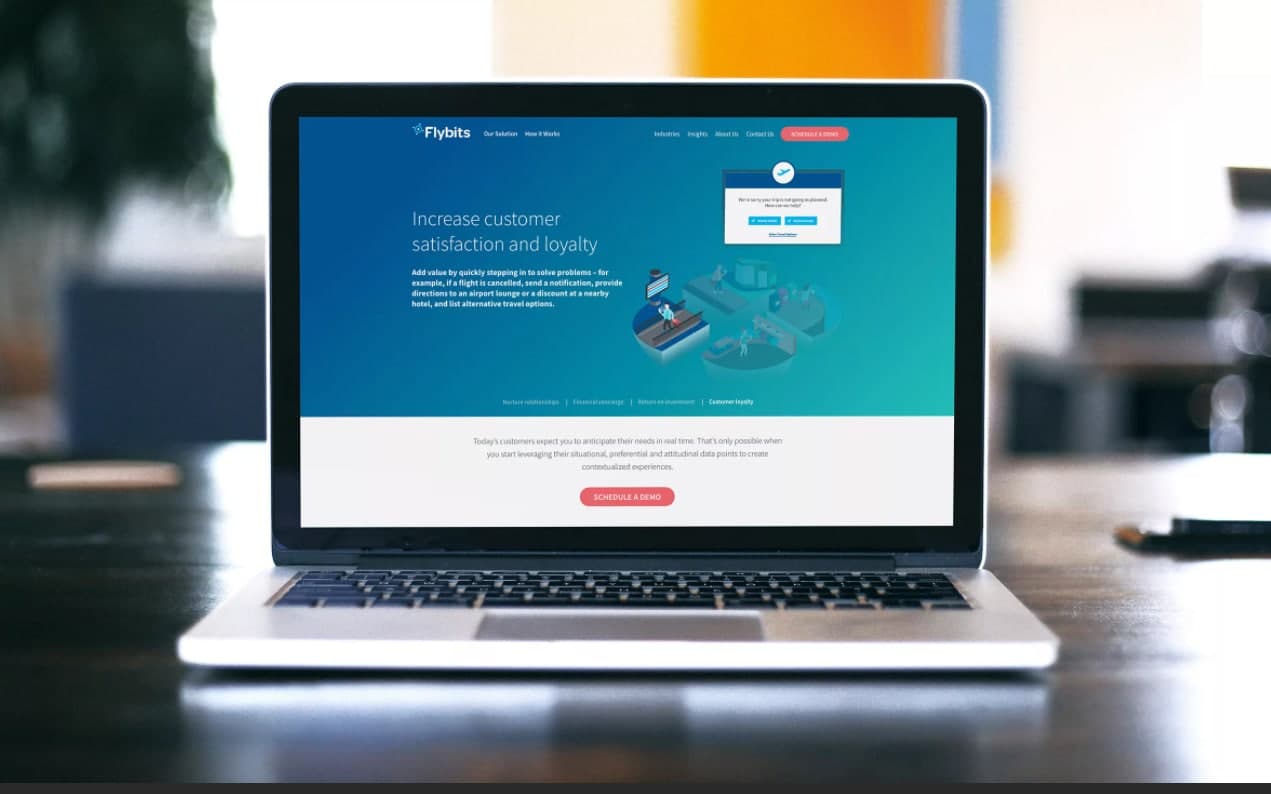 Flybits
Our Solution
How it Works
Industries
Insights
About Us
Contact Us
SCHEDULE A DEMO
We're sorry your trip is not going as planned.
How can we help?
Increase customer
satisfaction and loyalty
Add value by quickly stepping in to solve problems – for
example, if a flight is cancelled, send a notification, provide
directions to an airport lounge or a discount at a nearby
hotel, and list alternative travel options.
Nurture relationships | Financial concierge | Return on investment | Customer loyalty
Today's customers expect you to anticipate their needs in real time. That's only possible when
you start leveraging their situational, preferential and attitudinal data points to create
contextualized experiences.
SCHEDULE A DEMO